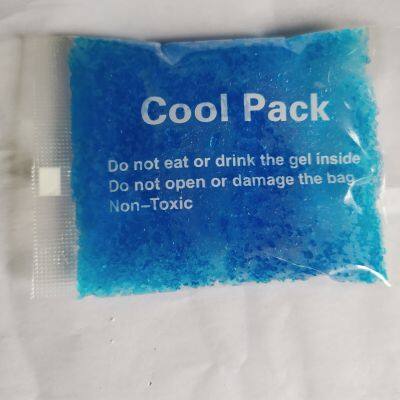 Cool Pack
Do not eat or drink the gel inside
Do not open or damage the bag
Non-Toxic